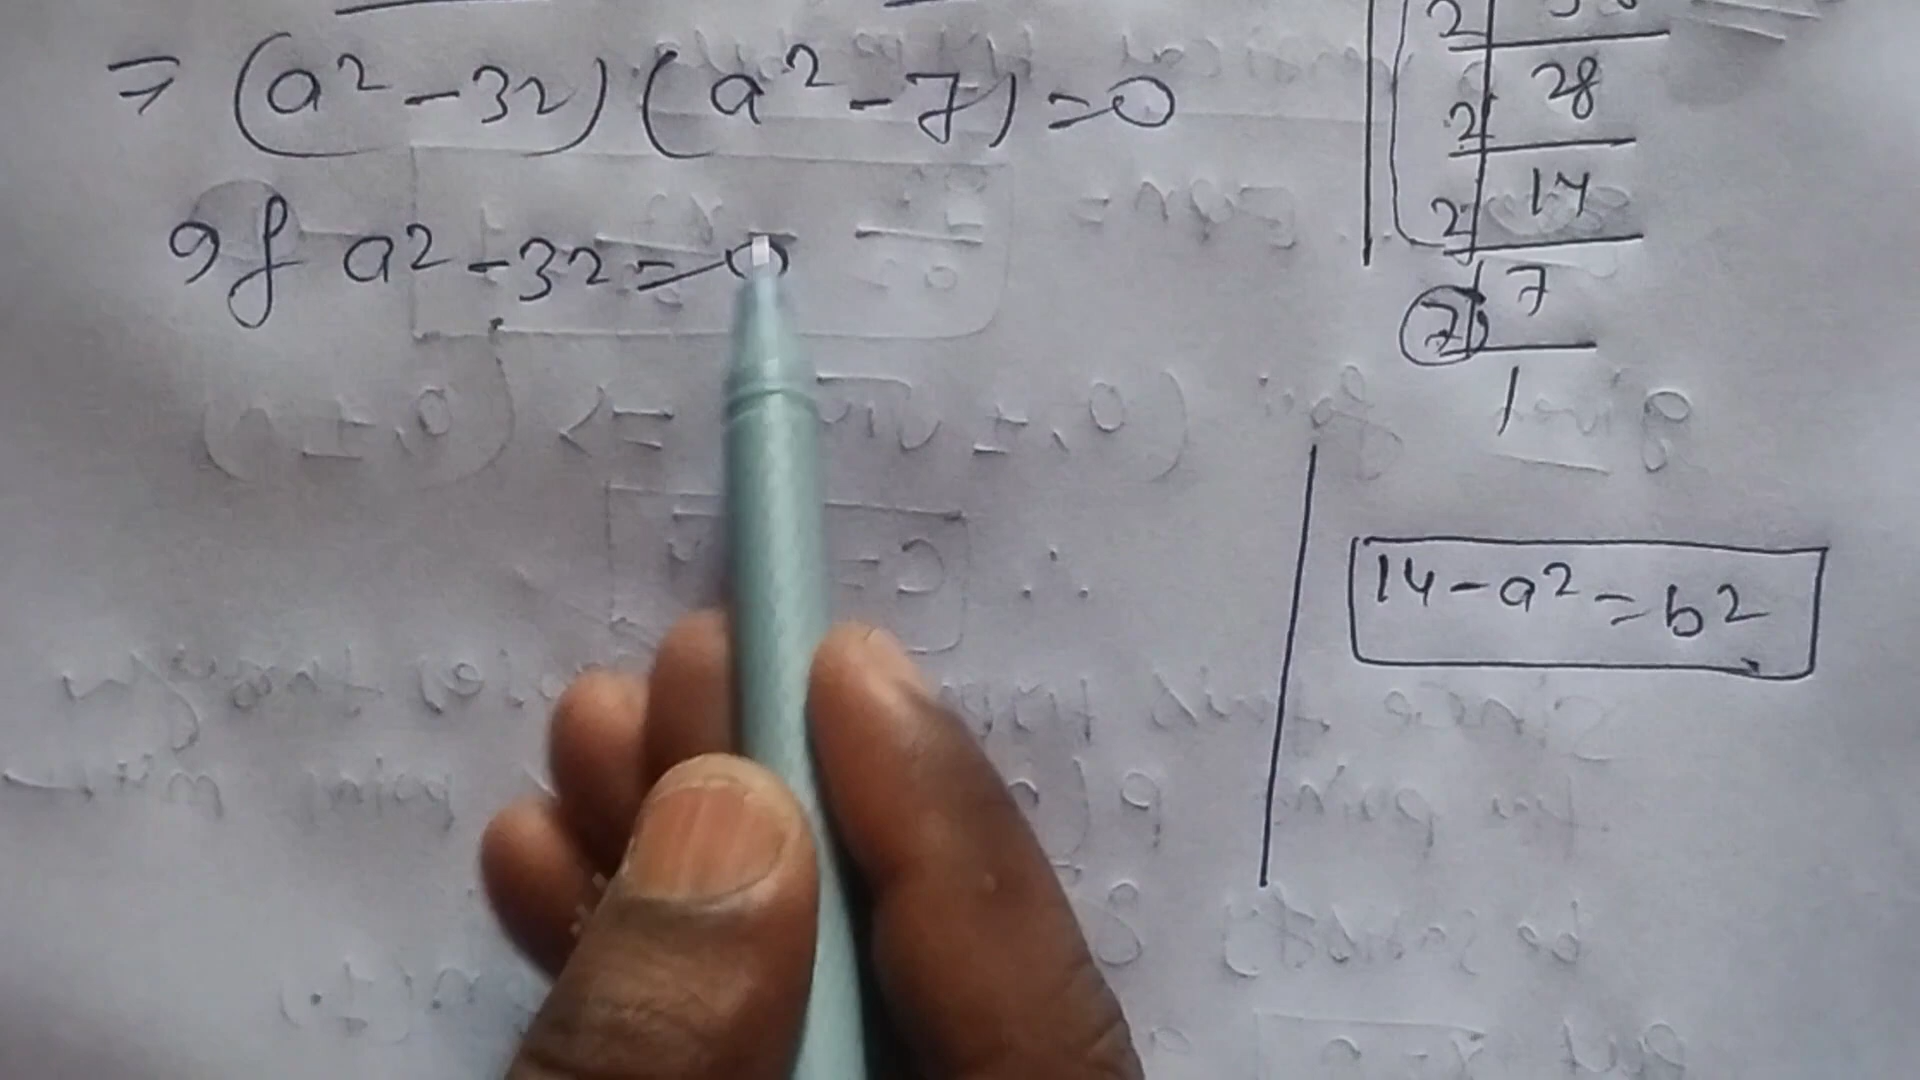 = (a² - 32) (a² - 7) = 0
If a² - 32 = 0
2
2 28
2 14
7 7
1
14 - a² = b²